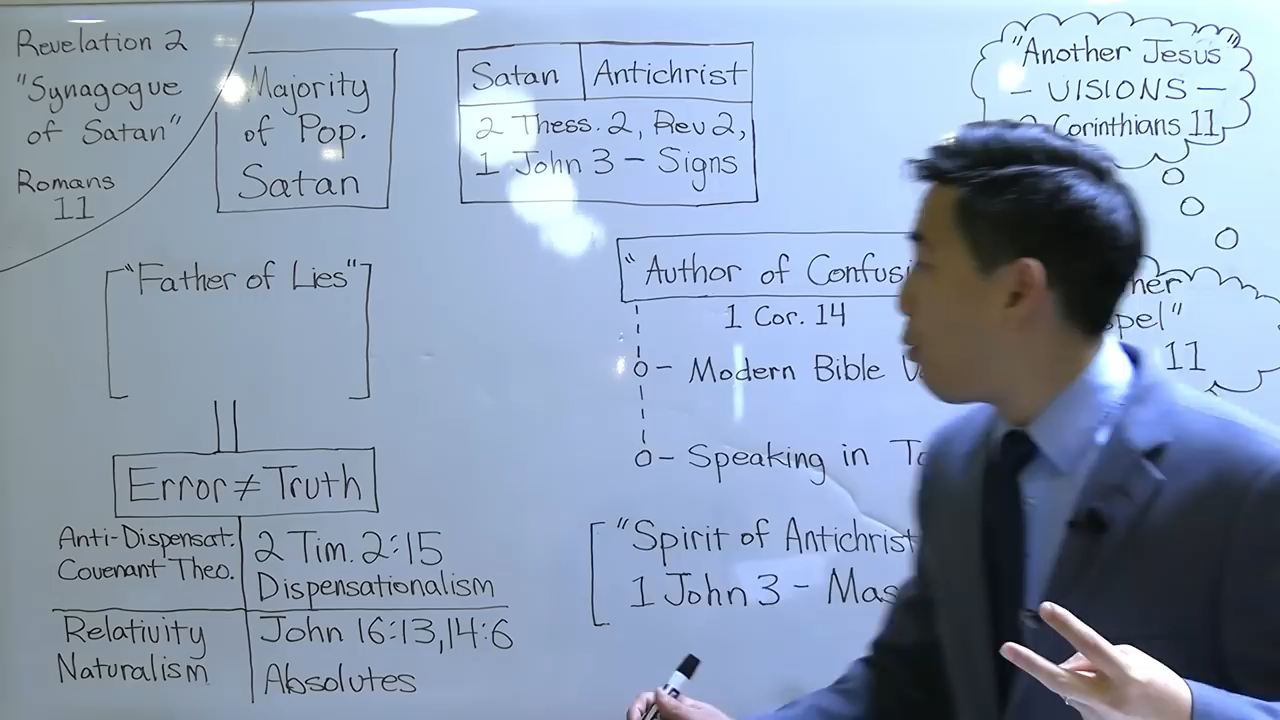 Revelation 2
"Synagogue
of Satan"
Romans
11
Majority
of Pop.
Satan
Satan
Antichrist
2 Thess. 2, Rev 2,
1 John 3 - Signs
"Another Jesus"
- VISIONS -
Corinthians 11
"Father of Lies"
Error ≠ Truth
Anti-Dispensat.
Covenant Theo.
2 Tim. 2:15
Dispensationalism
Relativity
Naturalism
John 16:13,14:6
Absolutes
"Author of
1 Cor. 14
o- Modern Bible
o- Speaking in
"Spirit of Antichrist
1 John 3 -
11